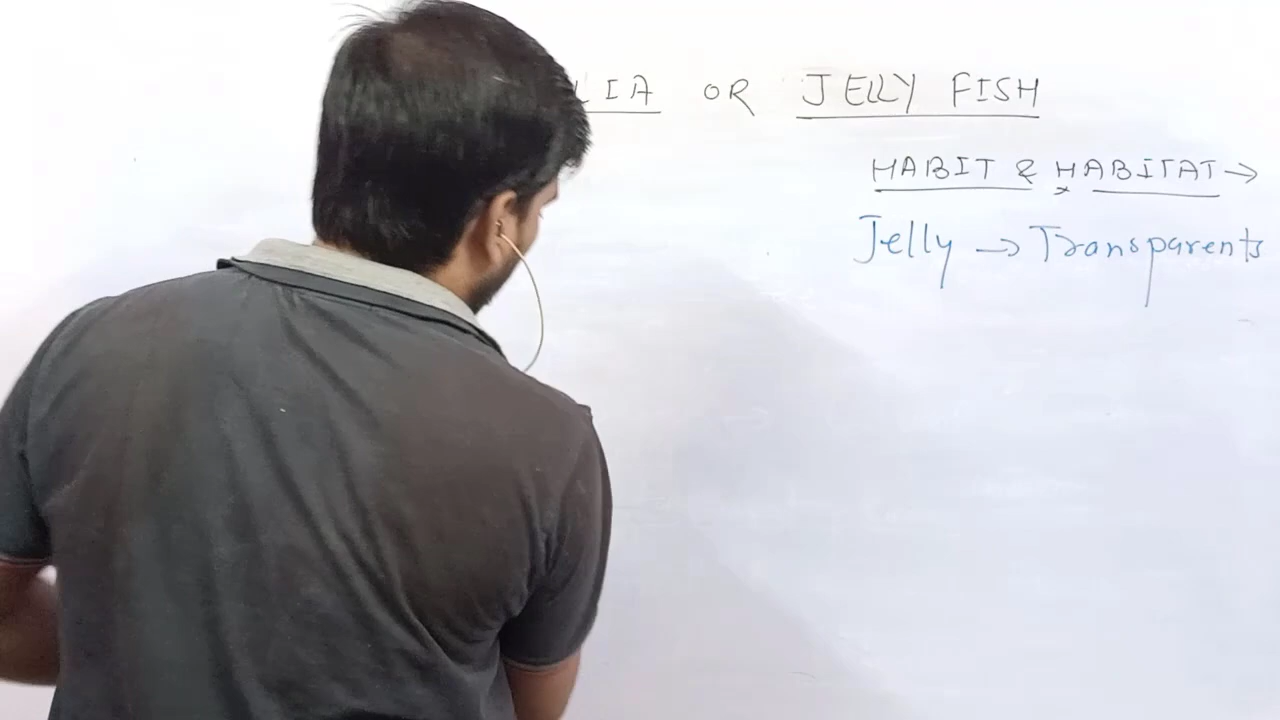 LIA OR JELLY FISH
HABIT & HABITAT →
Jelly → Transparents